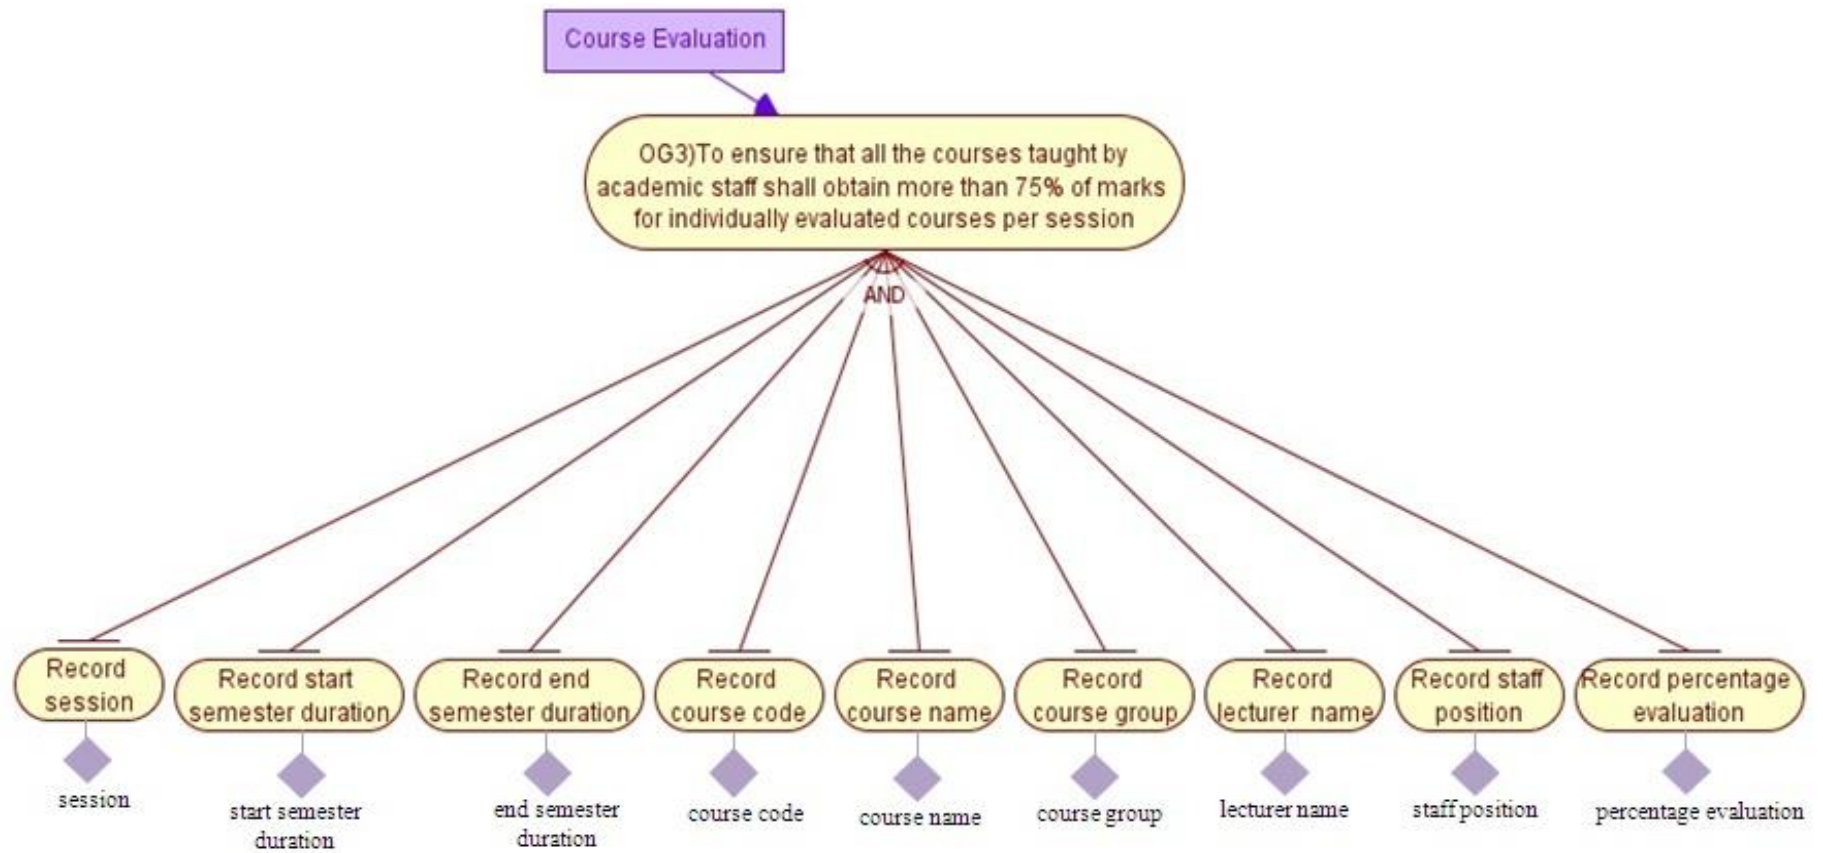 Course Evaluation
OG3)To ensure that all the courses taught by
academic staff shall obtain more than 75% of marks
for individually evaluated courses per session
AND
Record
session
Record start
semester duration
Record end
semester duration
Record
course code
Record
course name
Record
course group
Record
lecturer name
Record staff
position
Record percentage
evaluation
session
start semester
duration
end semester
duration
course code
course name
course group
lecturer name
staff position
percentage evaluation